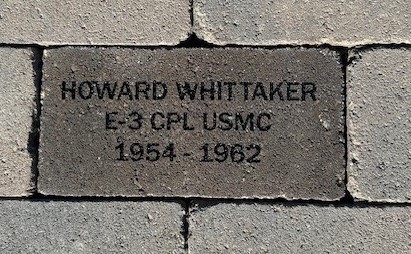 HOWARD WHITTAKER
E-3 CPL USMC
1954 - 1962